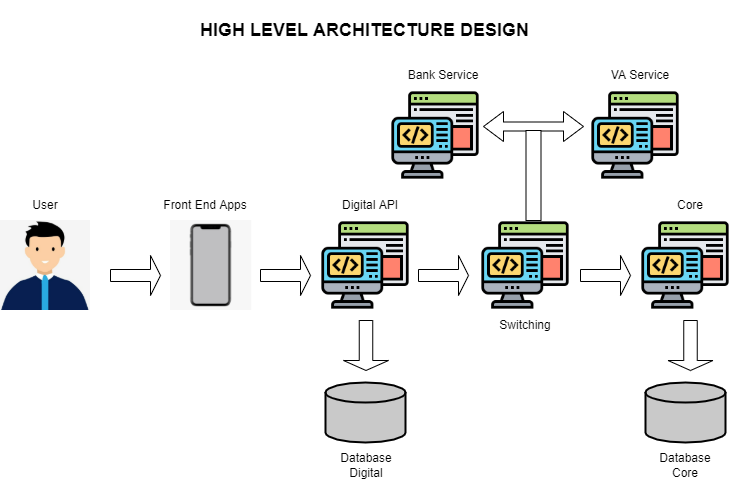 HIGH LEVEL ARCHITECTURE DESIGN
Bank Service
VA Service
User
Front End Apps
Digital API
Core
</>
</>
</>
</>
</>
Switching
Database
Digital
Database
Core